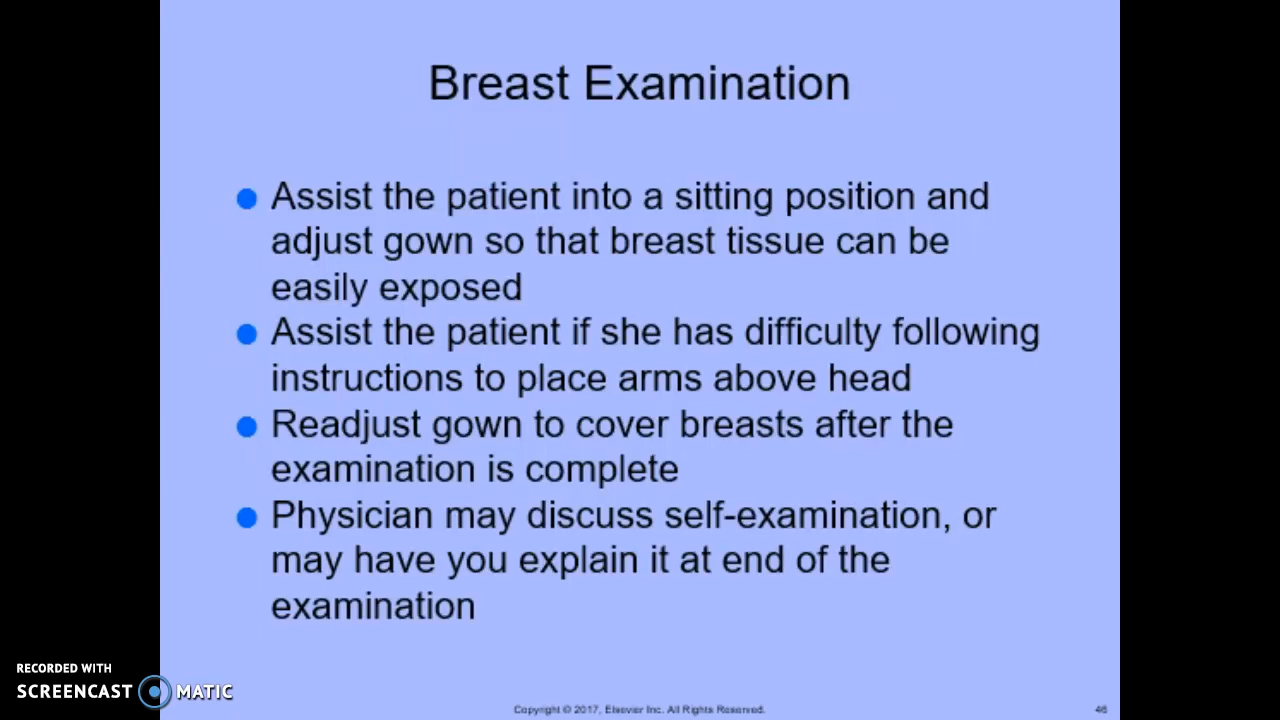 Breast Examination
Assist the patient into a sitting position and
adjust gown so that breast tissue can be
easily exposed
Assist the patient if she has difficulty following
instructions to place arms above head
Readjust gown to cover breasts after the
examination is complete
Physician may discuss self-examination, or
may have you explain it at end of the
examination
RECORDED WITH
SCREENCAST MATIC
Copyright © 2017, Elsevier Inc. All Rights Reserved.
46